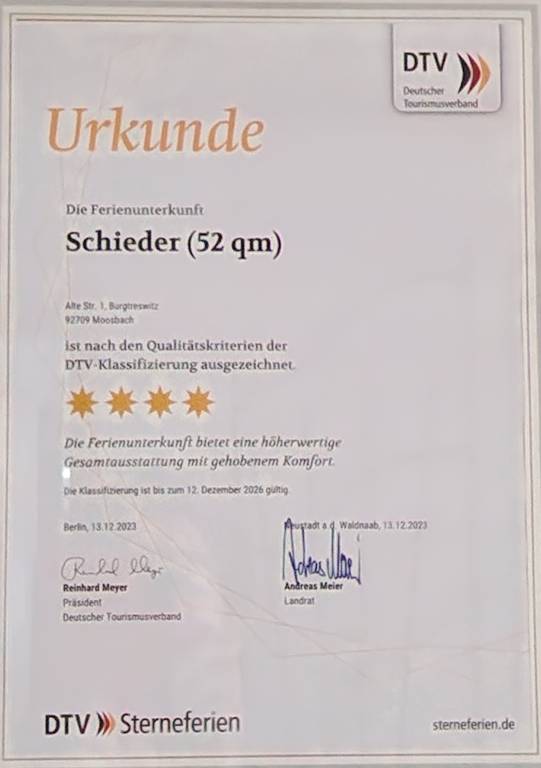 DTV
Deutscher
Tourismusverband
Urkunde
Die Ferienunterkunft
Schieder (52 qm)
Alte Str. 1, Burgtreswitz
92709 Moosbach
ist nach den Qualitätskriterien der
DTV-Klassifizierung ausgezeichnet.
Die Ferienunterkunft bietet eine höherwertige
Gesamtausstattung mit gehobenem Komfort.
Die Klassifizierung ist bis zum 12. Dezember 2026 gültig.
Berlin, 13.12.2023
Neustadt a.d. Waldnaab, 13.12.2023
Reinhard Meyer
Präsident
Deutscher Tourismusverband
Andreas Meier
Landrat
DTV Sterneferien
sterneferien.de